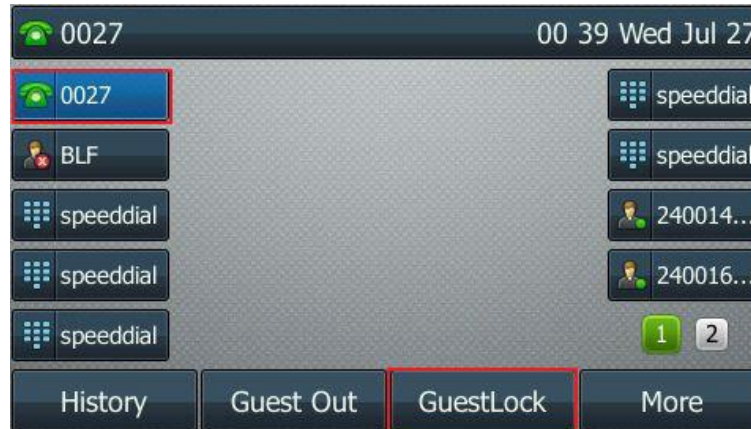 0027 00 39 Wed Jul 27
0027
BLF
speeddial
speeddial
speeddial
speeddial
speeddial
240014...
240016...
1 2
History Guest Out GuestLock More